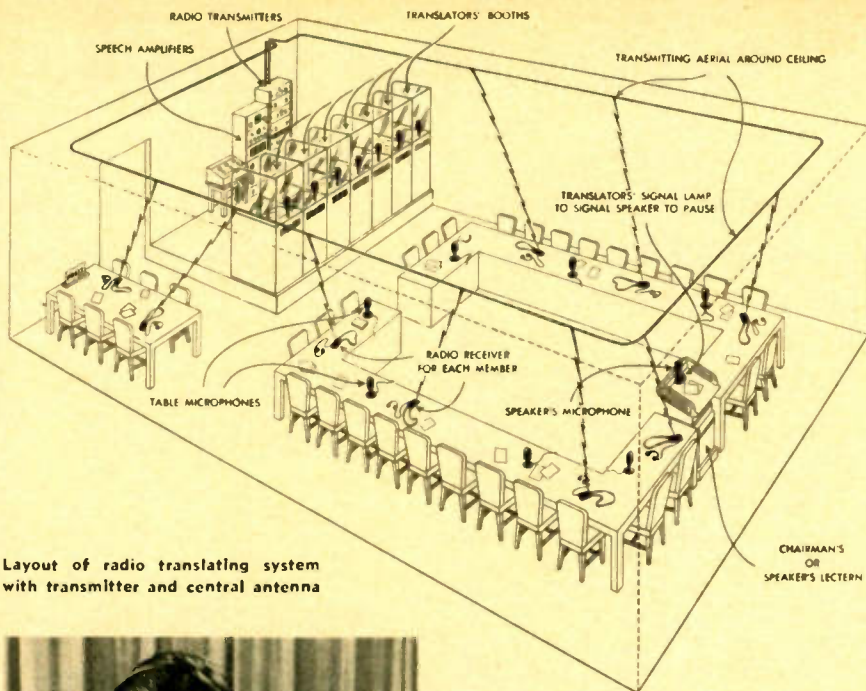 RADIO TRANSMITTERS
TRANSLATORS' BOOTHS
SPEECH AMPLIFIERS
TRANSMITTING AERIAL AROUND CEILING
TRANSLATORS' SIGNAL LAMP
TO SIGNAL SPEAKER TO PAUSE
RADIO RECEIVER
FOR EACH MEMBER
TABLE MICROPHONES
SPEAKER'S MICROPHONE
CHAIRMAN'S
OR
SPEAKER'S LECTERN
Layout of radio translating system
with transmitter and central antenna